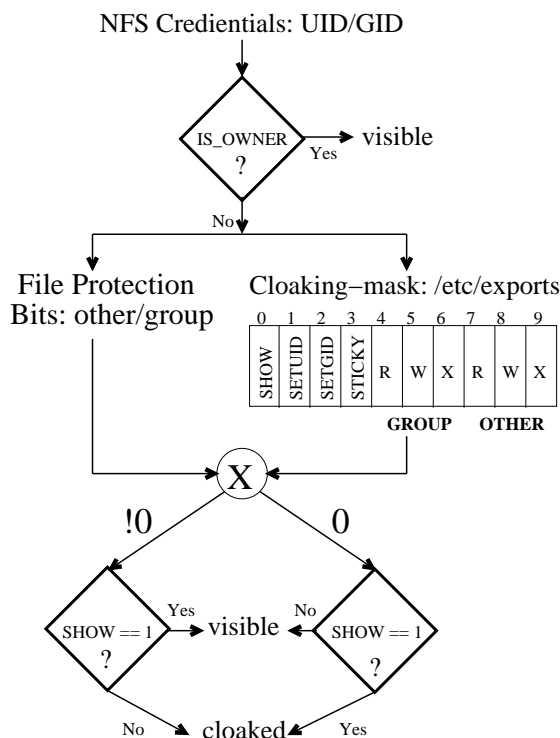 NFS Credientials: UID/GID
IS_OWNER
?
Yes
visible
No
File Protection
Bits: other/group
Cloaking−mask: /etc/exports
0 1 2 3 4 5 6 7 8 9
SHOW SETUID SETGID STICKY R W X R W X
GROUP OTHER
X
!0 0
SHOW == 1
?
Yes
visible
No
SHOW == 1
?
No
cloaked
Yes